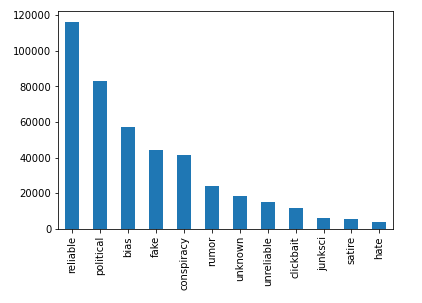 120000
100000
80000
60000
40000
20000
0
reliable
political
bias
fake
conspiracy
rumor
unknown
unreliable
clickbait
junksci
satire
hate